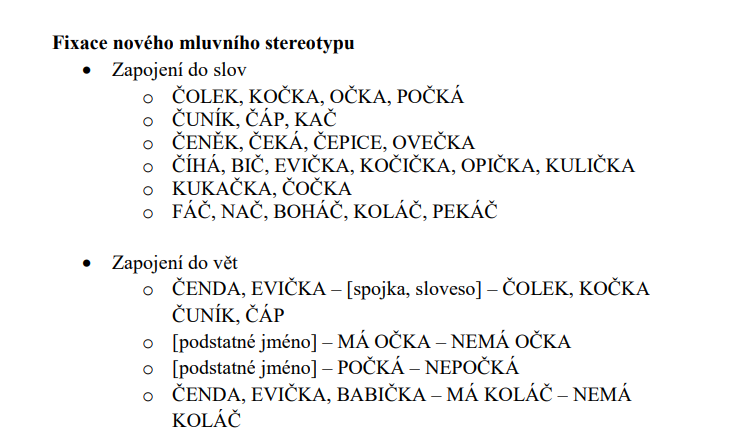 Fixace nového mluvního stereotypu
• Zapojení do slov
o ČOLEK, KOČKA, OČKA, POČKÁ
o ČUNÍK, ČÁP, KAČ
o ČENĚK, ČEKÁ, ČEPICE, OVEČKA
o ČÍHÁ, BIČ, EVIČKA, KOČIČKA, OPIČKA, KULIČKA
o KUKAČKA, ČOČKA
o FÁČ, NAČ, BOHÁČ, KOLÁČ, PEKÁČ
• Zapojení do vět
o ČENDA, EVIČKA – [spojka, sloveso] – ČOLEK, KOČKA
ČUNÍK, ČÁP
o [podstatné jméno] – MÁ OČKA – NEMÁ OČKA
o [podstatné jméno] – POČKÁ – NEPOČKÁ
o ČENDA, EVIČKA, BABIČKA – MÁ KOLÁČ – NEMÁ
KOLÁČ